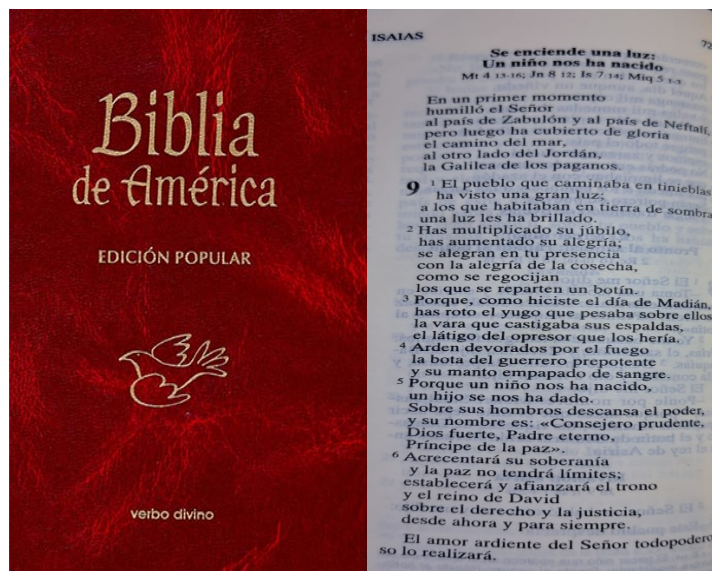 Biblia
de América
EDICIÓN POPULAR
verbo divino
ISAIAS
72
Se enciende una luz:
Un niño nos ha nacido
Mt 4 13-16; Jn 8 12; Is 7 14; Miq 5 1-3
En un primer momento
humilló el Señor
al país de Zabulón y al país de Neftalí,
pero luego ha cubierto de gloria
el camino del mar,
al otro lado del Jordán,
la Galilea de los paganos.
9 1 El pueblo que caminaba en tinieblas
ha visto una gran luz;
a los que habitaban en tierra de sombra
una luz les ha brillado.
2 Has multiplicado su júbilo,
has aumentado su alegría;
se alegran en tu presencia
con la alegría de la cosecha,
como se regocijan
los que se reparten un botín.
3 Porque, como hiciste el día de Madián,
has roto el yugo que pesaba sobre ellos
la vara que castigaba sus espaldas,
el látigo del opresor que los hería.
4 Arden devorados por el fuego
la bota del guerrero prepotente
y su manto empapado de sangre.
5 Porque un niño nos ha nacido,
un hijo se nos ha dado.
Sobre sus hombros descansa el poder,
y su nombre es: «Consejero prudente,
Dios fuerte, Padre eterno,
Príncipe de la paz».
6 Acrecentará su soberanía
y la paz no tendrá límites;
establecerá y afianzará el trono
y el reino de David
sobre el derecho y la justicia,
desde ahora y para siempre.
El amor ardiente del Señor todopodero
so lo realizará.